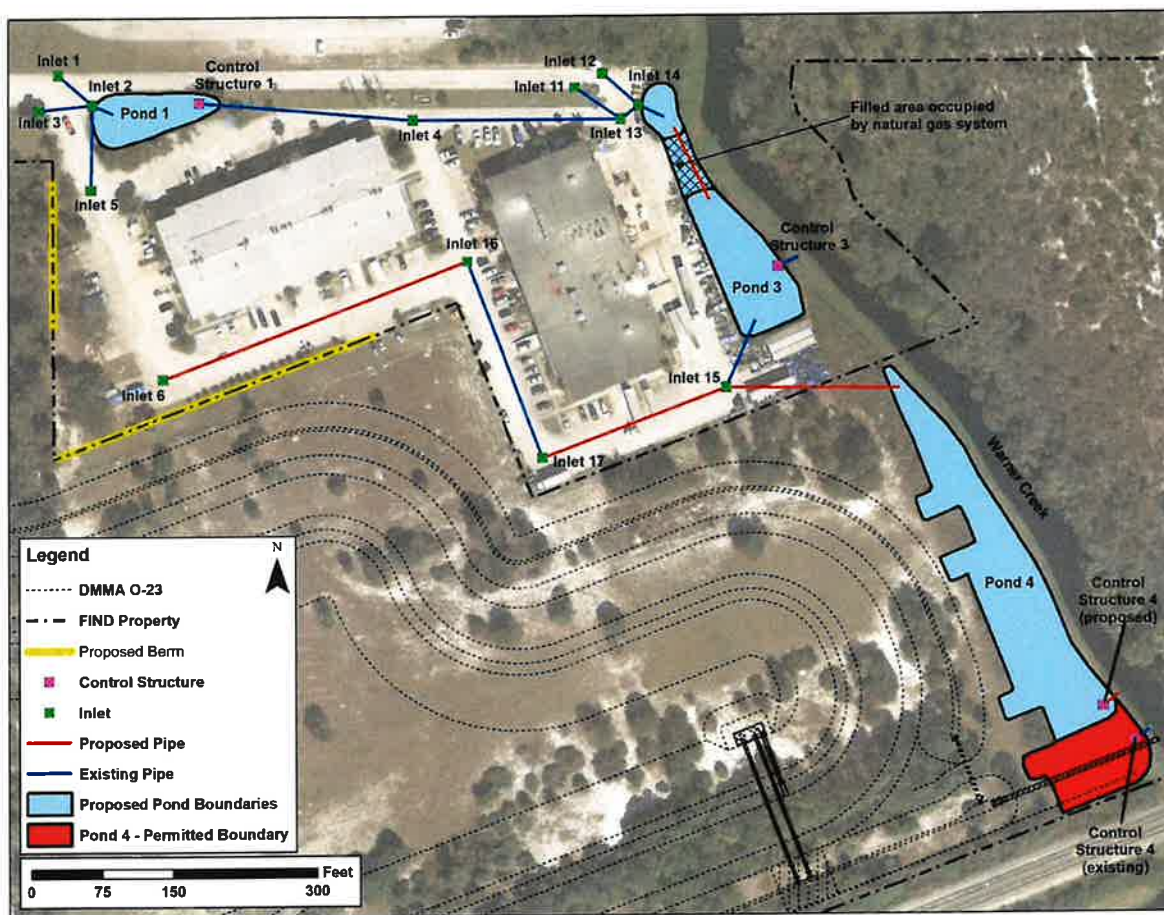 Inlet 1
Inlet 2
Inlet 3
Pond 1
Control
Structure 1
Inlet 4
Inlet 5
Inlet 12
Inlet 11
Inlet 14
Inlet 13
Filled area occupied
by natural gas system
Inlet 16
Control
Structure 3
Pond 3
Inlet 6
Inlet 15
Inlet 17
Warner Creek
Pond 4
Control
Structure 4
(proposed)
Control
Structure 4
(existing)
Legend
N
DMMA O-23
FIND Property
Proposed Berm
Control Structure
Inlet
Proposed Pipe
Existing Pipe
Proposed Pond Boundaries
Pond 4 - Permitted Boundary
Feet
0 75 150 300